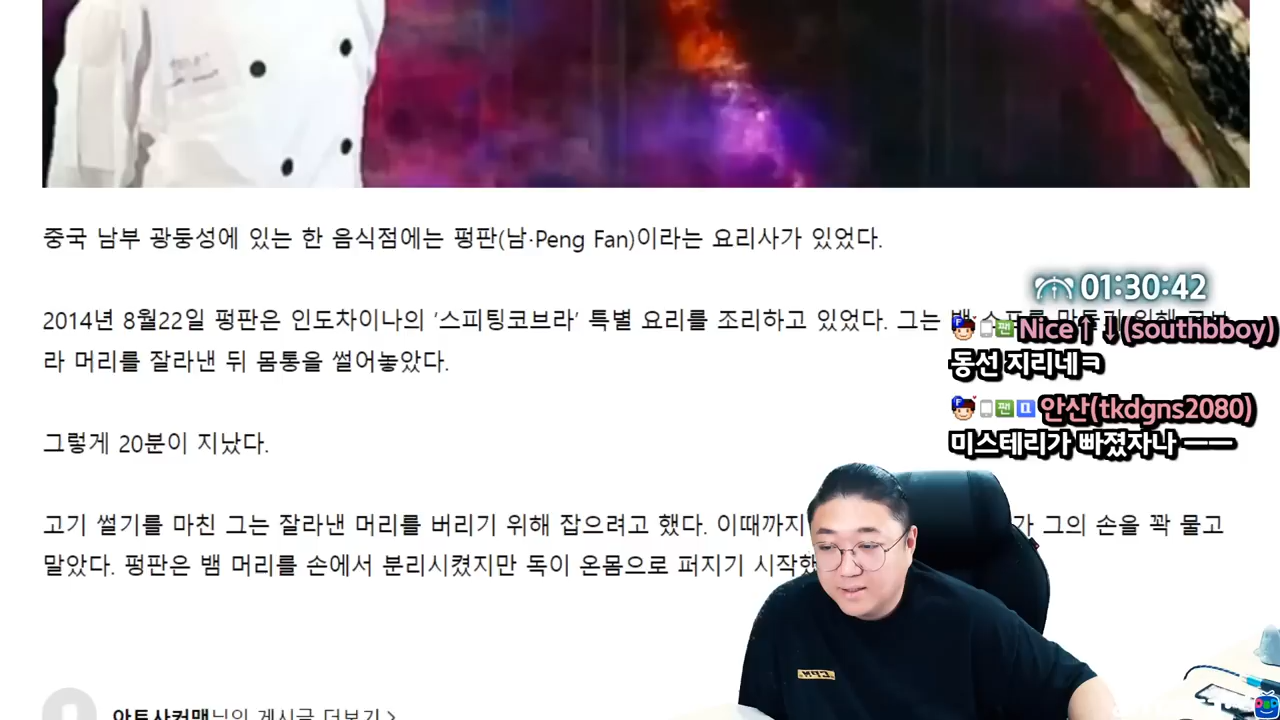 중국 남부 광둥성에 있는 한 음식점에는 펑판(남·Peng Fan)이라는 요리사가 있었다.
01:30:42
2014년 8월22일 펑판은 인도차이나의 '스피팅코브라' 특별 요리를 조리하고 있었다. 그는
라 머리를 잘라낸 뒤 몸통을 썰어놓았다.
Nice↑↓(southbboy)
동선 지리네ㅋ
안산(tkdgns2080)
미스테리가 빠졌자나 ㅡㅡ
그렇게 20분이 지났다.
고기 썰기를 마친 그는 잘라낸 머리를 버리기 위해 잡으려고 했다. 이때까지 가 그의 손을 꽉 물고
말았다. 펑판은 뱀 머리를 손에서 분리시켰지만 독이 온몸으로 퍼지기 시작했
님의 게시글 더보기 >